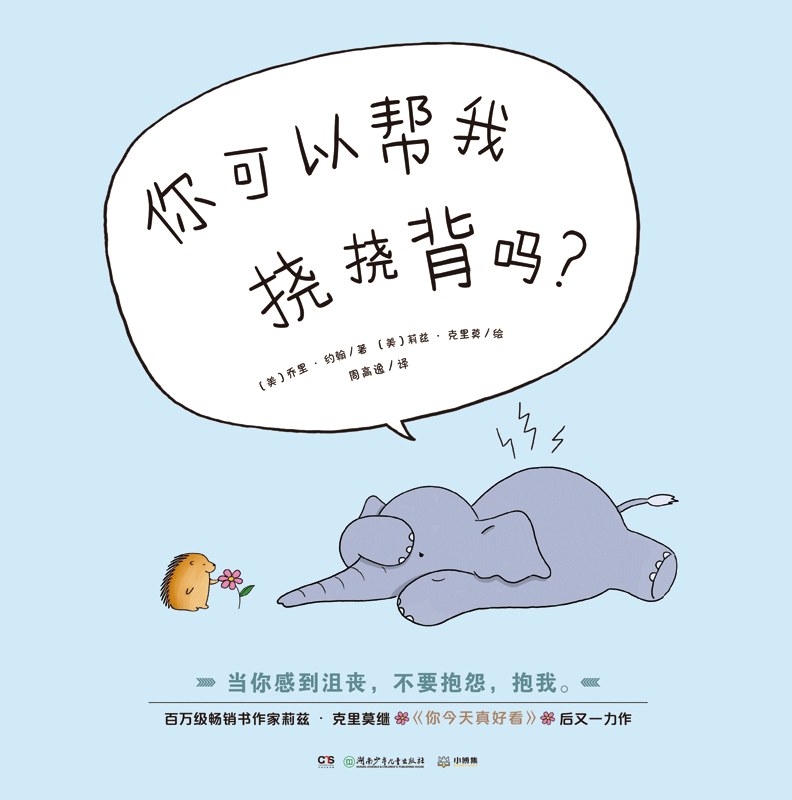 你可以帮我
挠挠背吗?
(美)乔里·约翰/著 (美)莉兹·克里莫/绘
周高逸/译
当你感到沮丧,不要抱怨,抱我。
百万级畅销书作家莉兹·克里莫继《你今天真好看》后又一力作
CS 湖南少年儿童出版社 小博集